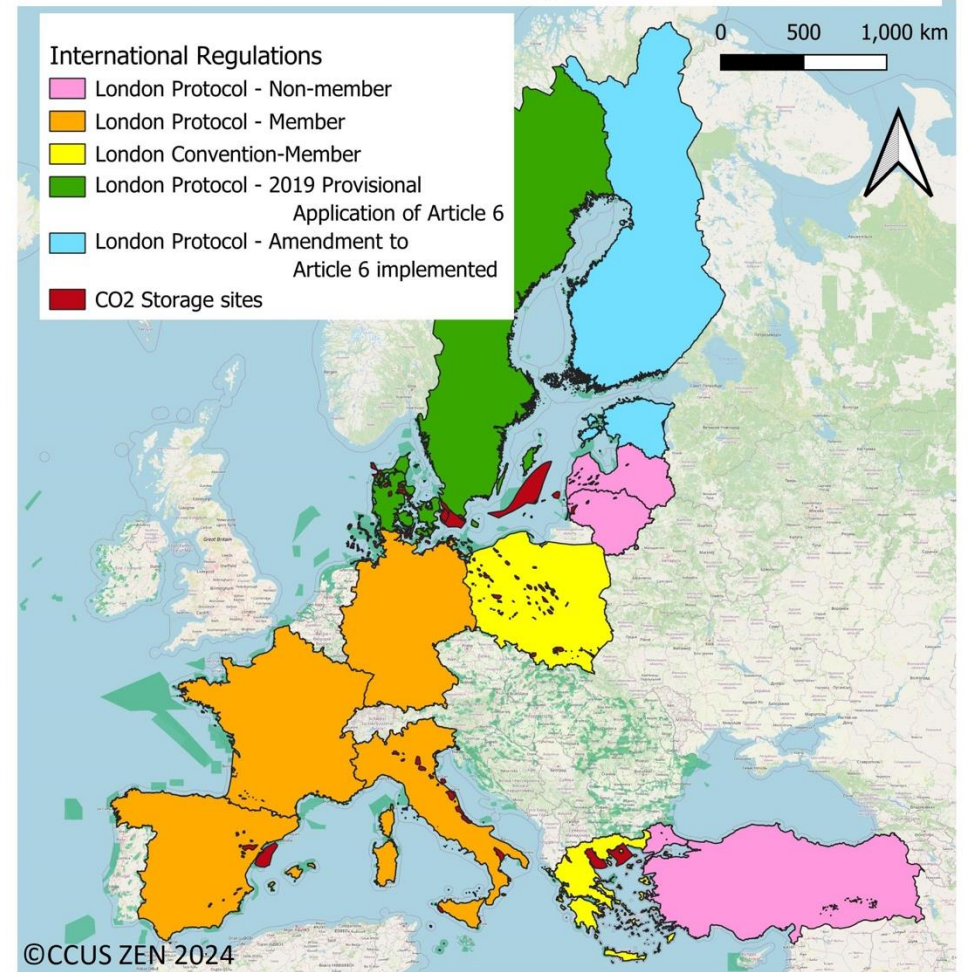 International Regulations
London Protocol - Non-member
London Protocol - Member
London Convention-Member
London Protocol - 2019 Provisional
Application of Article 6
London Protocol - Amendment to
Article 6 implemented
CO2 Storage sites
0 500 1,000 km
Great Britain
©CCUS ZEN 2024